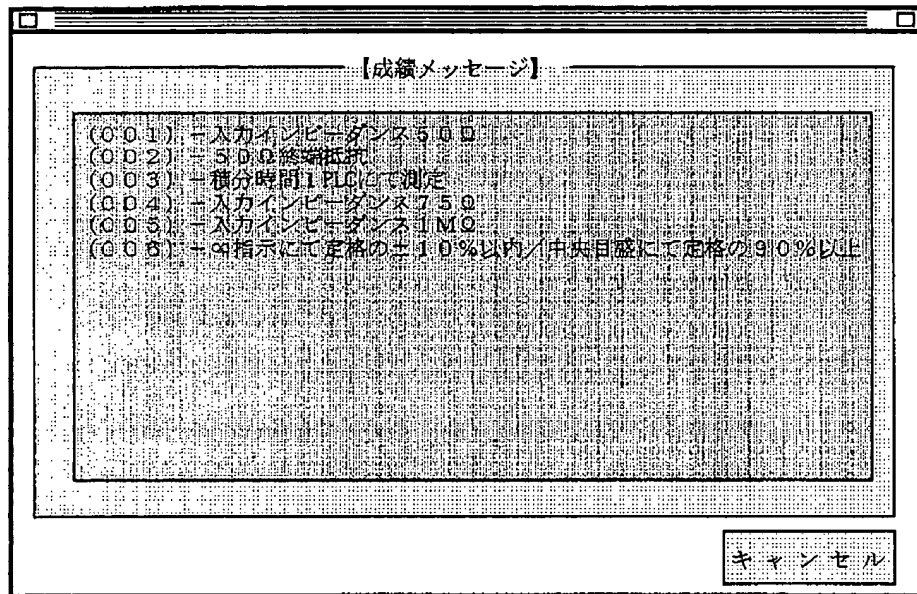 【成績メッセージ】
(００１) －入力インピーダンス５０Ω
(００２) －５０Ω終端抵抗
(００３) －積分時間１PLCにて測定
(００４) －入力インピーダンス７５Ω
(００５) －入力インピーダンス１ＭΩ
(００６) －∞指示にて定格の±１０％以内／中央目盛にて定格の９０％以上
キャンセル